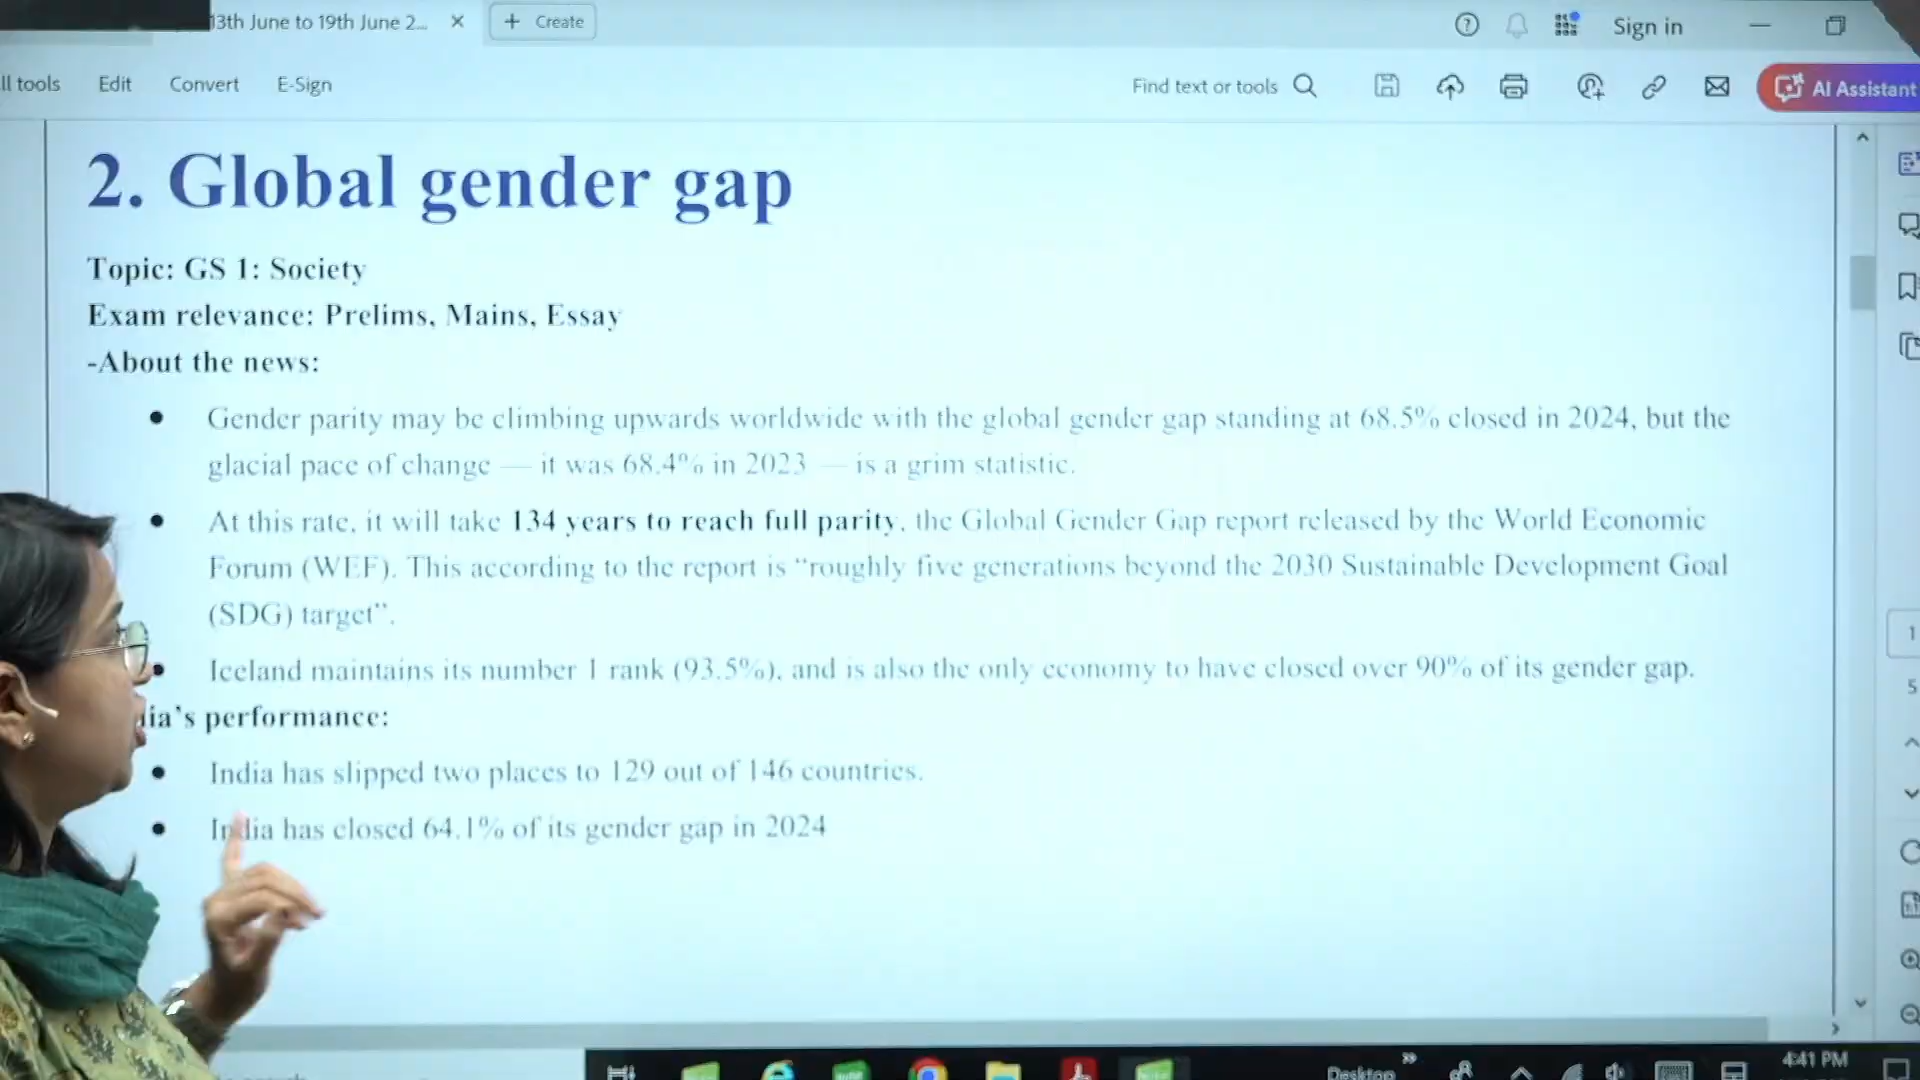 13th June to 19th June 2...
+ Create
Sign in
ll tools Edit Convert E-Sign
Find text or tools
AI Assistant
2. Global gender gap
Topic: GS 1: Society
Exam relevance: Prelims, Mains, Essay
-About the news:
● Gender parity may be climbing upwards worldwide with the global gender gap standing at 68.5% closed in 2024, but the
glacial pace of change — it was 68.4% in 2023 — is a grim statistic.
● At this rate, it will take 134 years to reach full parity, the Global Gender Gap report released by the World Economic
Forum (WEF). This according to the report is “roughly five generations beyond the 2030 Sustainable Development Goal
(SDG) target”.
● Iceland maintains its number 1 rank (93.5%), and is also the only economy to have closed over 90% of its gender gap.
ia’s performance:
● India has slipped two places to 129 out of 146 countries.
● India has closed 64.1% of its gender gap in 2024
1
5
Desktop
4:41 PM